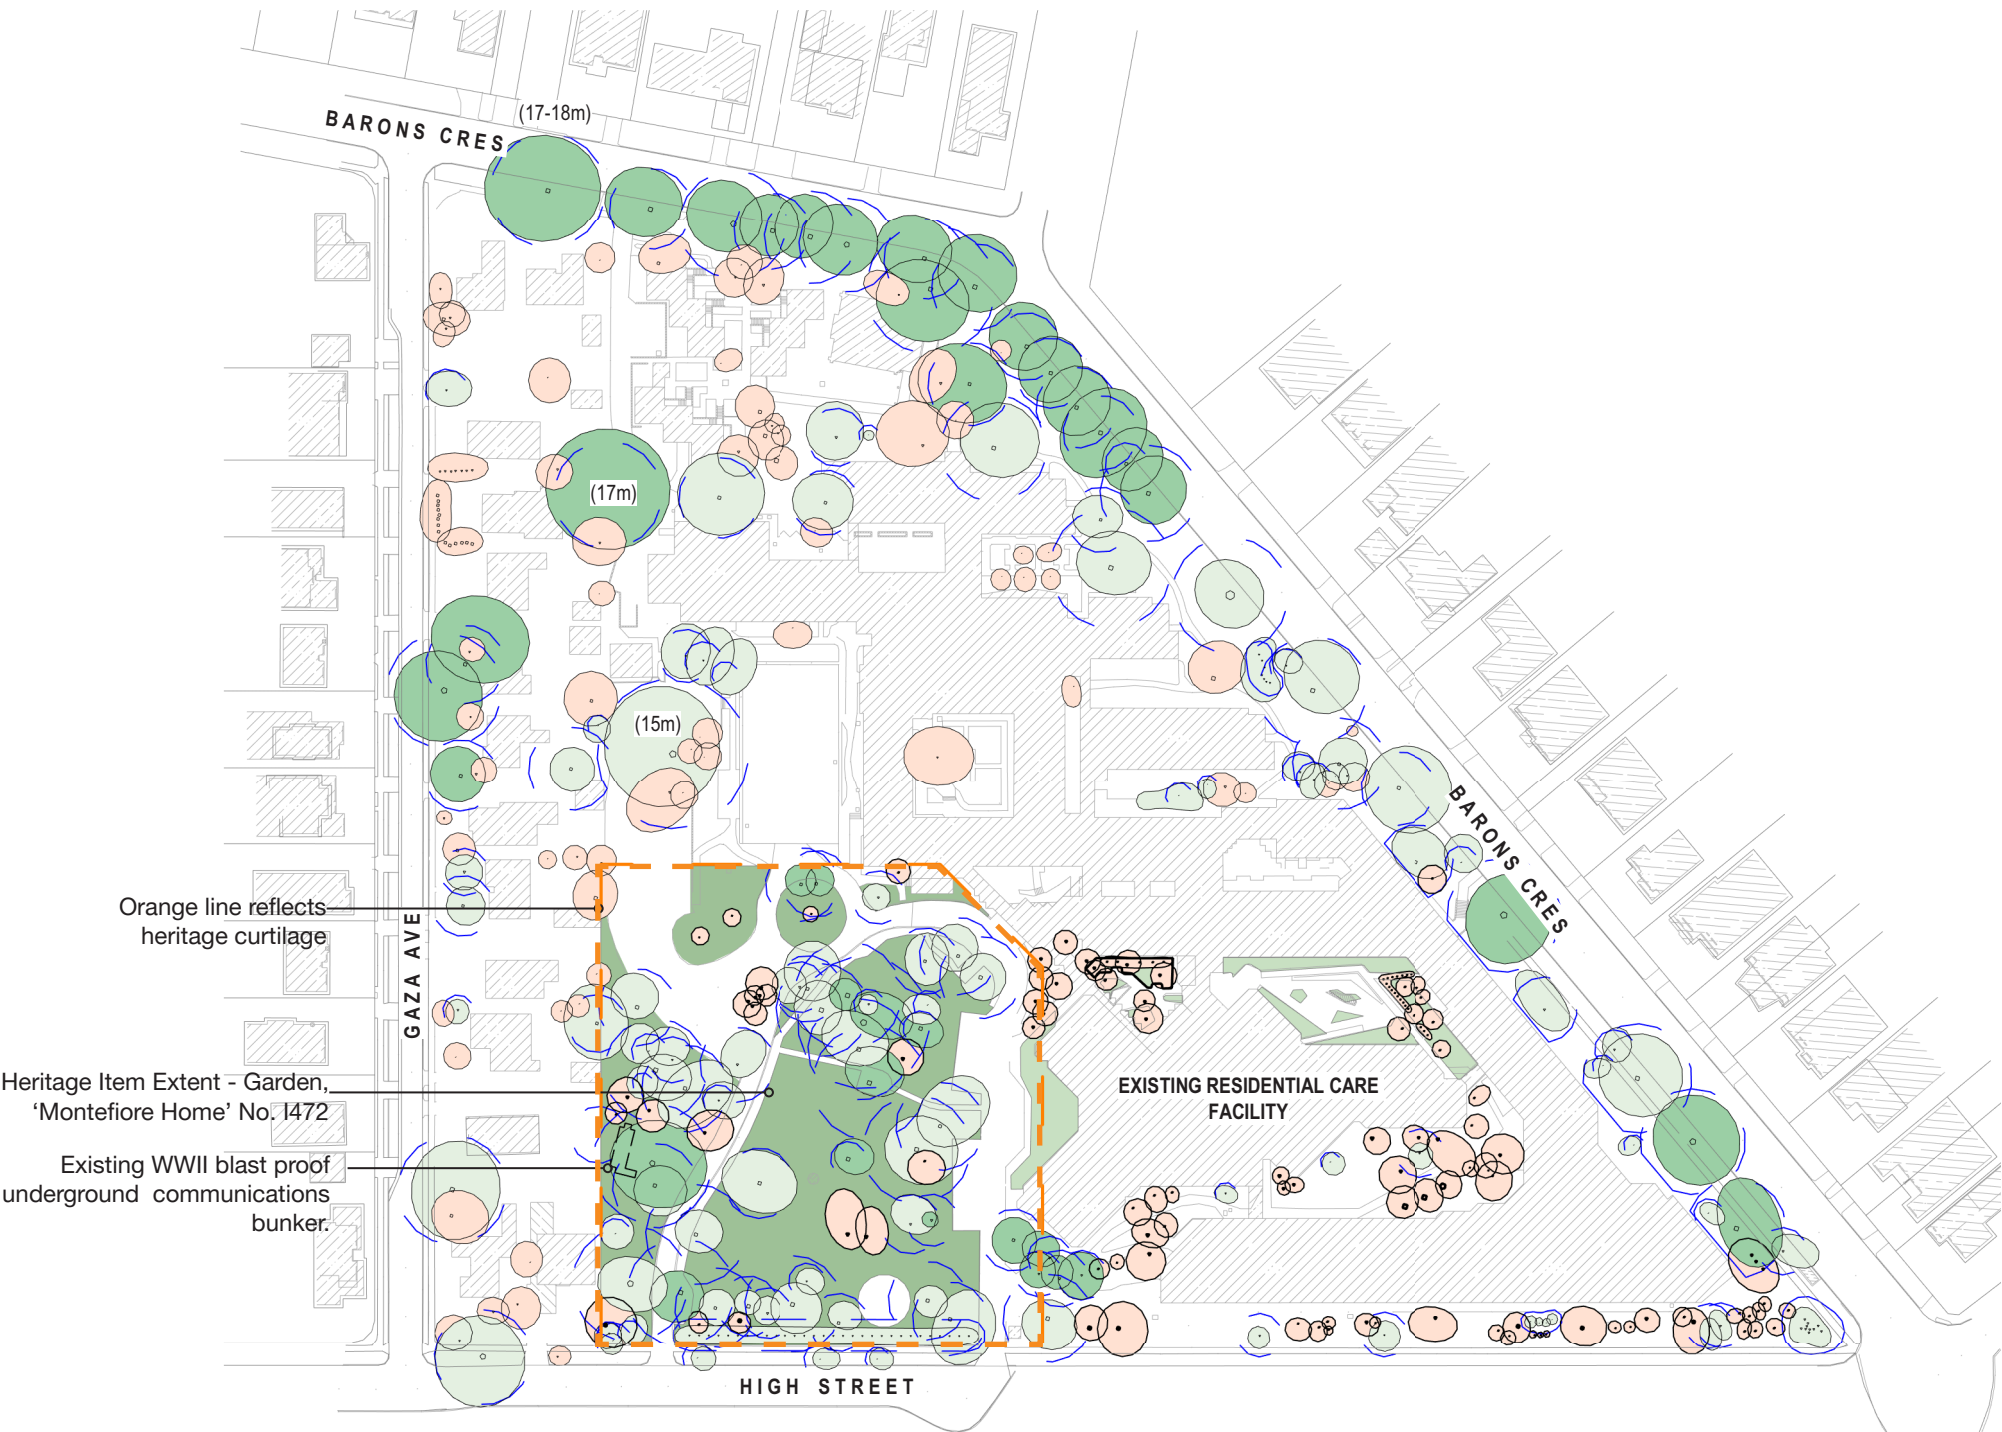 BARONS CRES
(17-18m)
(17m)
(15m)
BARONS CRES
Orange line reflects
heritage curtilage
GAZA AVE
Heritage Item Extent - Garden,
‘Montefiore Home’ No. I472
EXISTING RESIDENTIAL CARE
FACILITY
Existing WWII blast proof
underground communications
bunker.
HIGH STREET